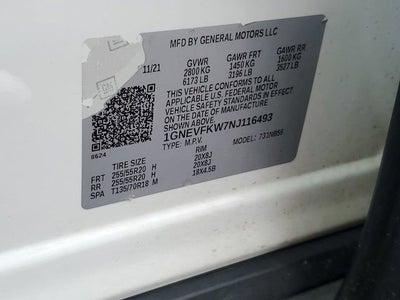 MFD BY GENERAL MOTORS LLC
11/21 GVWR GAWR FRT GAWR RR
2800 KG 1450 KG 1600 KG
6173 LB 3196 LB 3527 LB
THIS VEHICLE CONFORMS TO ALL
APPLICABLE U.S. FEDERAL MOTOR
VEHICLE SAFETY STANDARDS IN EFFECT
ON THE DATE OF MANUFACTURE
SHOWN ABOVE.
1GNEVFKW7NJ116493
TYPE: M.P.V. MODEL: 731NB56
8624
TIRE SIZE RIM
FRT 255/55R20 H 20X8J
RR 255/55R20 H 20X8J
SPA T135/70R18 M 18X4.5B